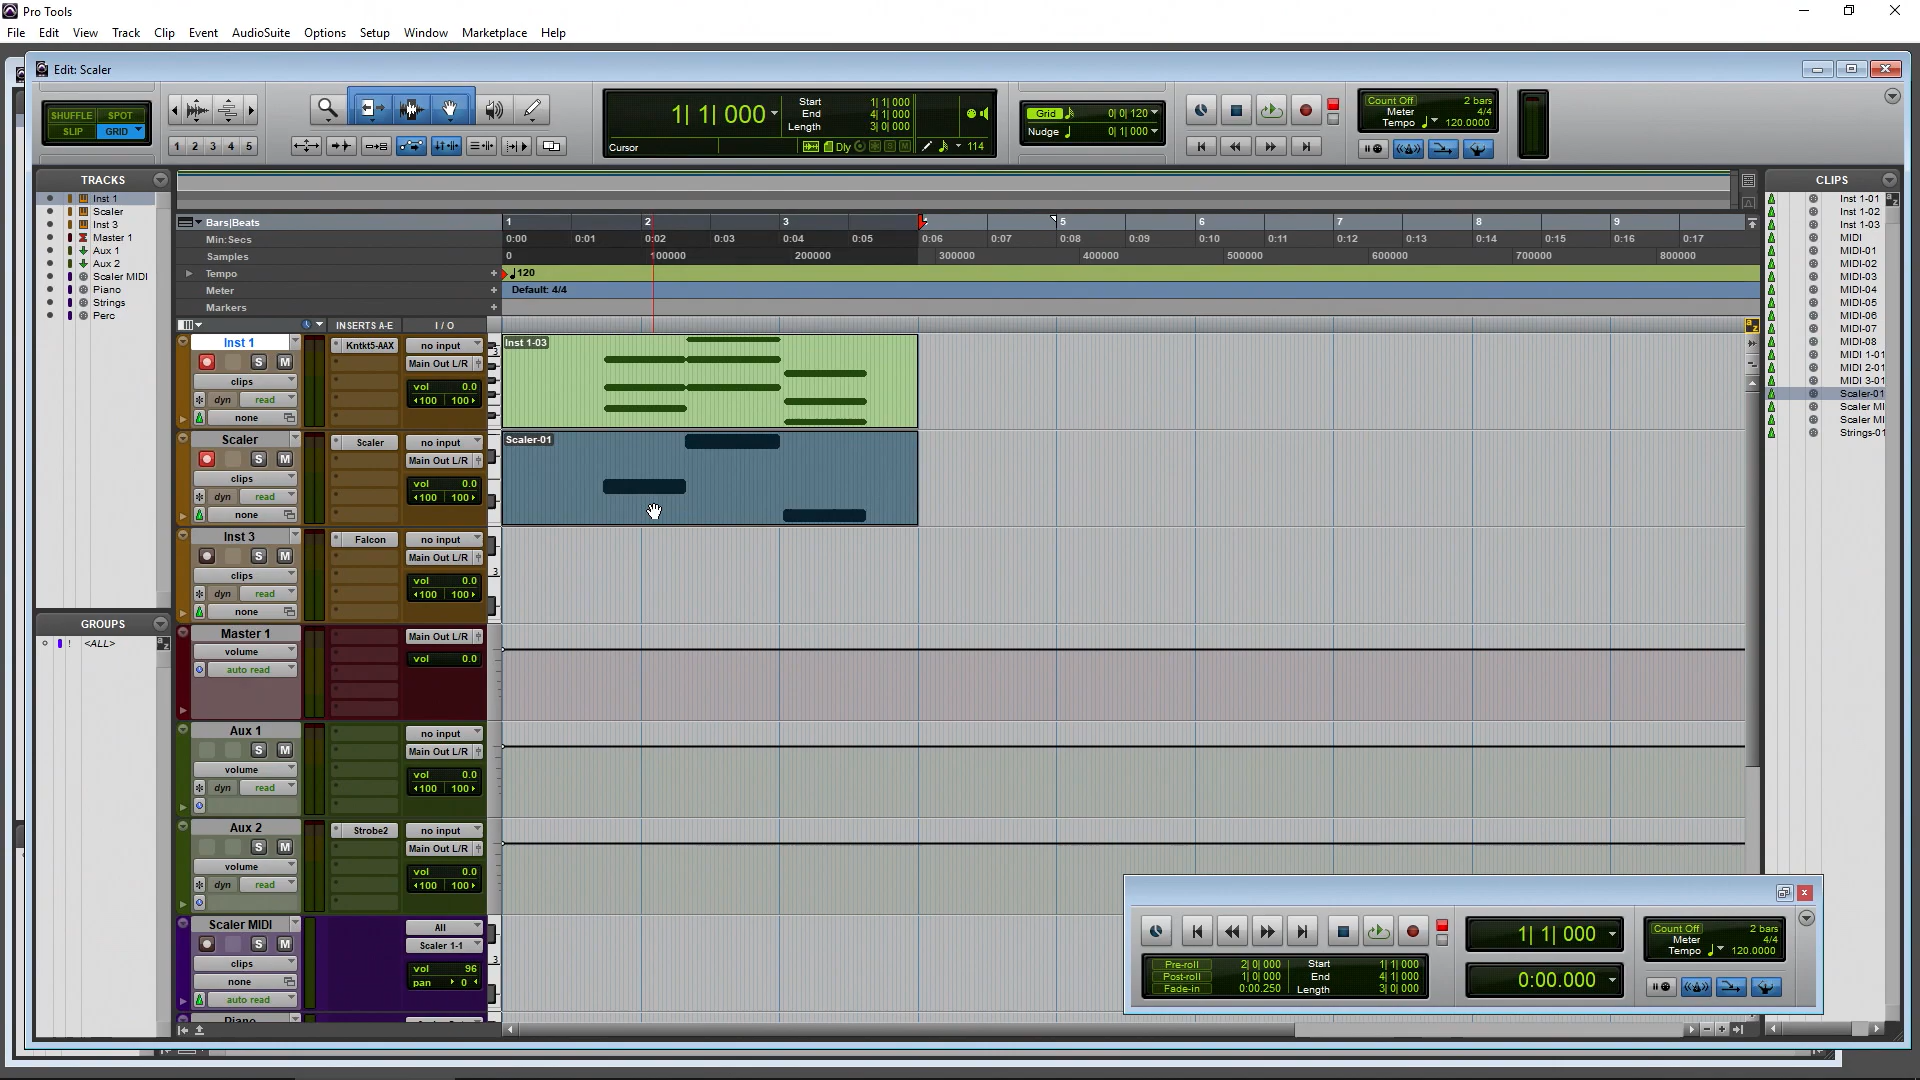 Pro Tools
File Edit View Track Clip Event AudioSuite Options Setup Window Marketplace Help
Edit: Scaler
SHUFFLE SPOT
SLIP GRID
1 2 3 4 5
1| 1| 000
Start 1| 1| 000
End 4| 1| 000
Length 3| 0| 000
Cursor
Dly
S M
114
Grid 0| 0| 120
Nudge 0| 1| 000
Count Off 2 bars
Meter 4/4
Tempo 120.0000
TRACKS
Inst 1
Scaler
Inst 3
Master 1
Aux 1
Aux 2
Scaler MIDI
Piano
Strings
Perc
GROUPS
! <ALL>
Bars|Beats 1 2 3 4 5 6 7 8 9
Min:Secs 0:00 0:01 0:02 0:03 0:04 0:05 0:06 0:07 0:08 0:09 0:10 0:11 0:12 0:13 0:14 0:15 0:16 0:17
Samples 0 100000 200000 300000 400000 500000 600000 700000 800000
Tempo + 120
Meter + Default: 4/4
Markers +
INSERTS A-E I / O
Inst 1 Kntkt5-AAX no input
S M Main Out L/R
clips vol 0.0
dyn read 100 100
none
Inst 1-03
Scaler Scaler no input
S M Main Out L/R
clips vol 0.0
dyn read 100 100
none
Scaler-01
Inst 3 Falcon no input
S M Main Out L/R
clips vol 0.0
dyn read 100 100
none
3
Master 1 Main Out L/R
volume vol 0.0
auto read
Aux 1 no input
S M Main Out L/R
volume vol 0.0
dyn read 100 100
Aux 2 Strobe2 no input
S M Main Out L/R
volume vol 0.0
dyn read 100 100
Scaler MIDI All
S M Scaler 1-1
clips vol 96
none pan 0
auto read
3
Piano
CLIPS
Inst 1-01
Inst 1-02
Inst 1-03
MIDI
MIDI-01
MIDI-02
MIDI-03
MIDI-04
MIDI-05
MIDI-06
MIDI-07
MIDI-08
MIDI 1-01
MIDI 2-01
MIDI 3-01
Scaler-01
Scaler MI
Scaler MI
Strings-01
1| 1| 000
0:00.000
Pre-roll 2| 0| 000
Post-roll 1| 0| 000
Fade-in 0:00.250
Start 1| 1| 000
End 4| 1| 000
Length 3| 0| 000
Count Off 2 bars
Meter 4/4
Tempo 120.0000